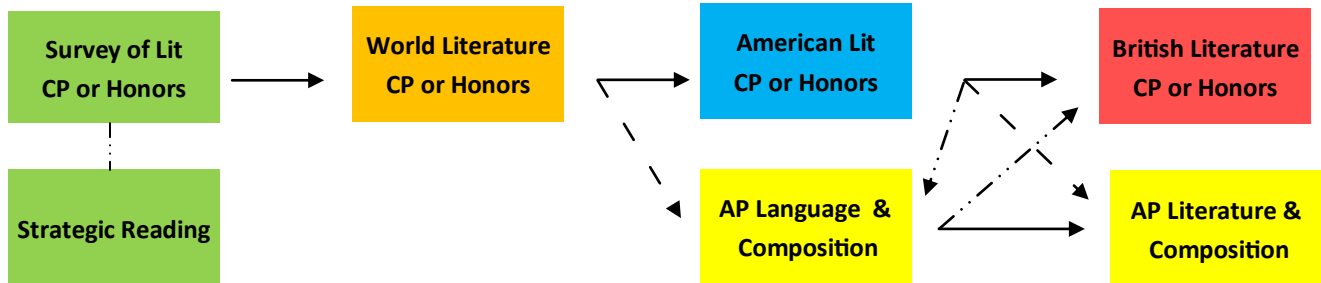 Survey of Lit
CP or Honors
World Literature
CP or Honors
American Lit
CP or Honors
British Literature
CP or Honors
Strategic Reading
AP Language &
Composition
AP Literature &
Composition